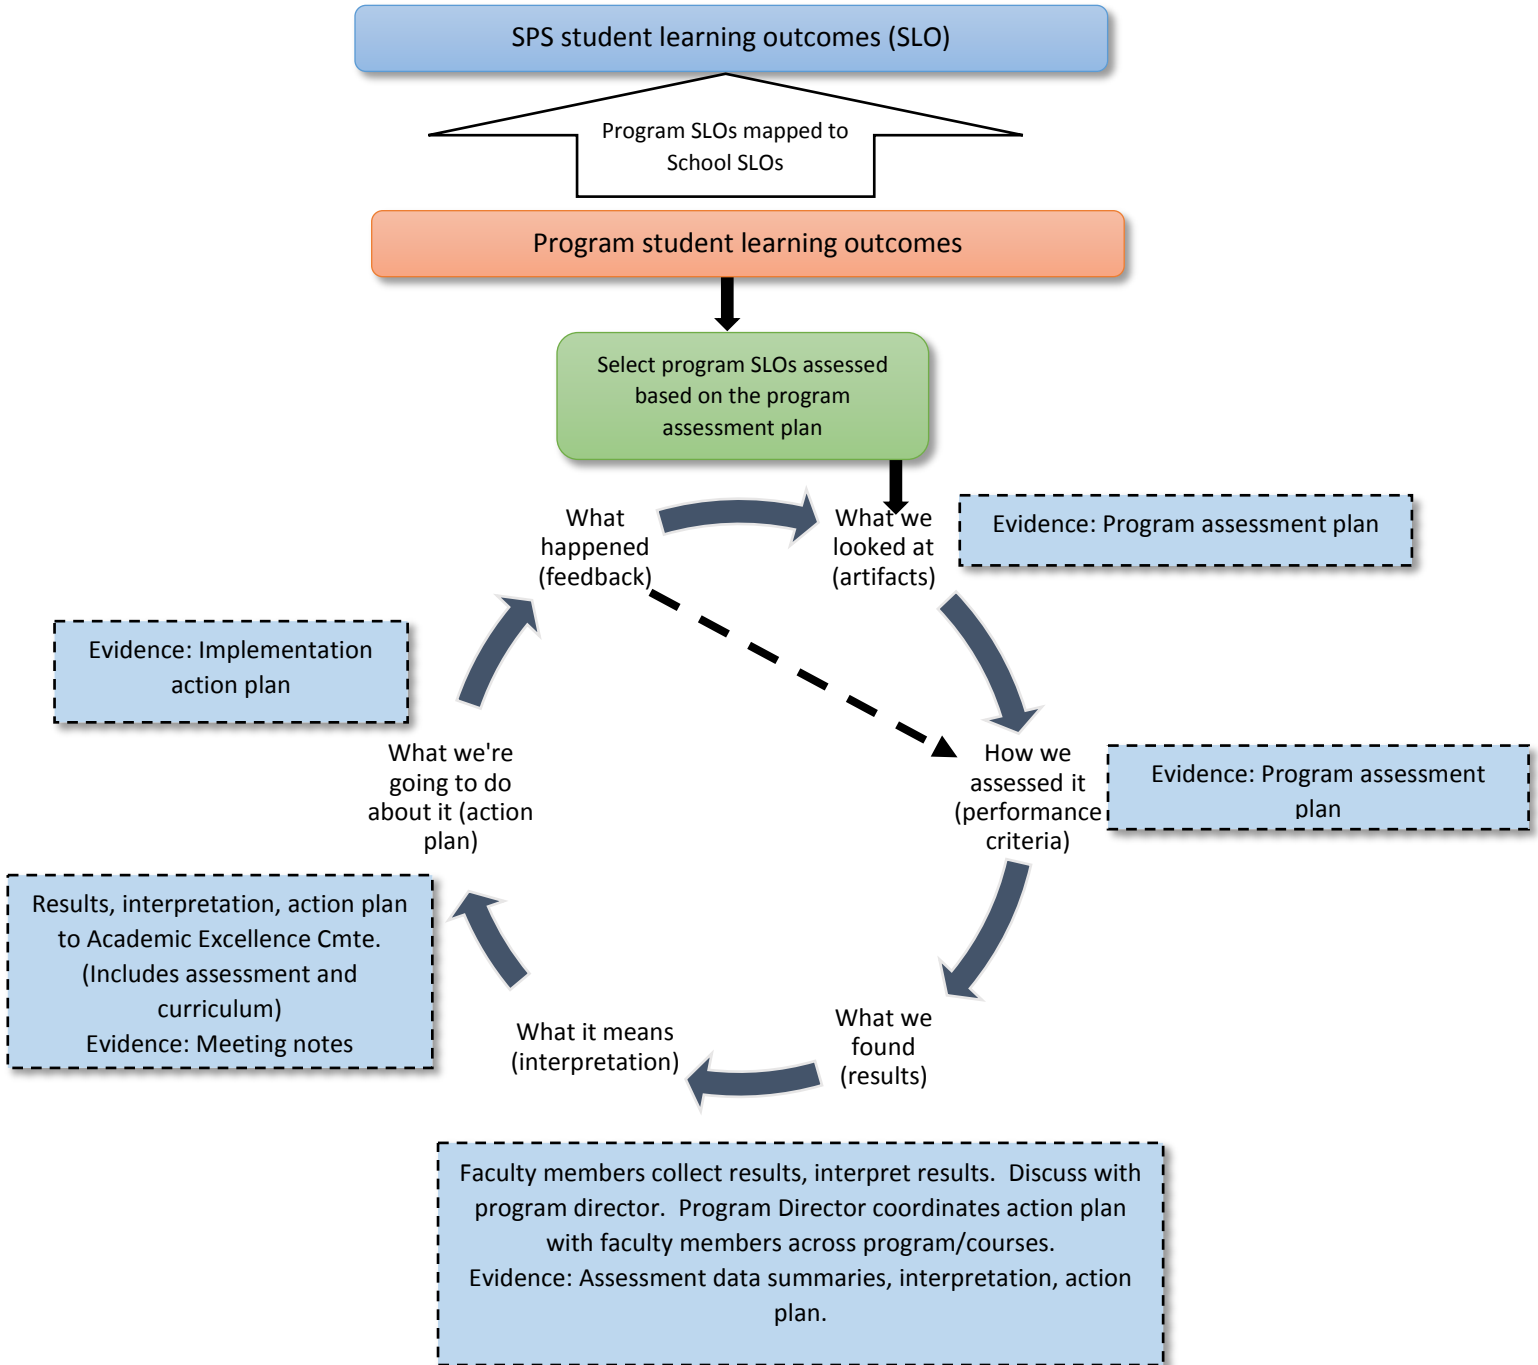 SPS student learning outcomes (SLO)
Program SLOs mapped to
School SLOs
Program student learning outcomes
Select program SLOs assessed
based on the program
assessment plan
What
happened
(feedback)
What we
looked at
(artifacts)
Evidence: Program assessment plan
Evidence: Implementation
action plan
What we're
going to do
about it (action
plan)
How we
assessed it
(performance
criteria)
Evidence: Program assessment
plan
Results, interpretation, action plan
to Academic Excellence Cmte.
(Includes assessment and
curriculum)
Evidence: Meeting notes
What it means
(interpretation)
What we
found
(results)
Faculty members collect results, interpret results.  Discuss with
program director.  Program Director coordinates action plan
with faculty members across program/courses.
Evidence: Assessment data summaries, interpretation, action
plan.